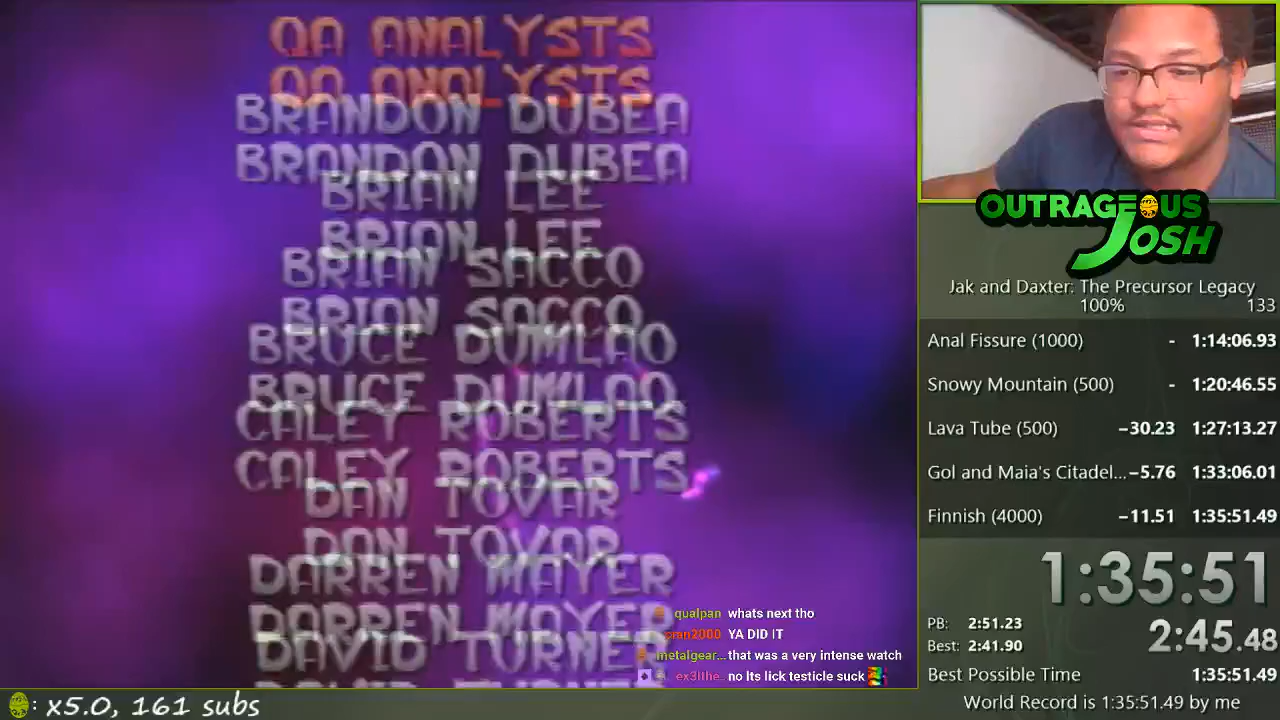 QA ANALYSTS
QA ANALYSTS
BRANDON DUBEA
BRANDON DUBEA
BRIAN LEE
BRIAN LEE
BRIAN SACCO
BRIAN SACCO
BRUCE DUMLAO
BRUCE DUMLAO
CALEY ROBERTS
CALEY ROBERTS
DAN TOVAR
DAN TOVAR
DARREN MAYER
DARREN MAYER
DAVID TURNER
DAVID TURNER
qualpan whats next tho
cran2000 YA DID IT
metalgear... that was a very intense watch
ex3lthe.. no Its lick testicle suck
: x5.0, 161 subs
OUTRAGEOUS
JOSH
Jak and Daxter: The Precursor Legacy
100% 133
Anal Fissure (1000) - 1:14:06.93
Snowy Mountain (500) - 1:20:46.55
Lava Tube (500) −30.23 1:27:13.27
Gol and Maia's Citadel... −5.76 1:33:06.01
Finnish (4000) −11.51 1:35:51.49
1:35:51
PB: 2:51.23
Best: 2:41.90
2:45.48
Best Possible Time 1:35:51.49
World Record is 1:35:51.49 by me